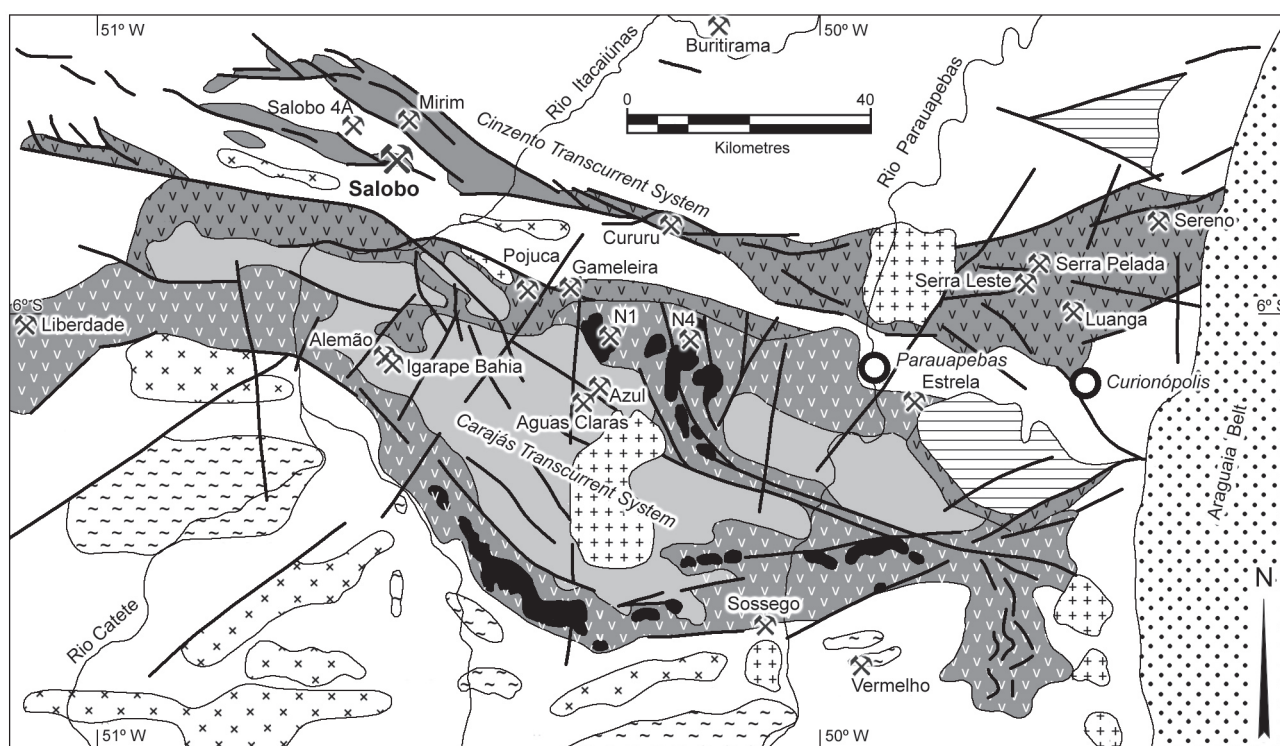 51º W
50º W
Buritirama
Rio Itacaiúnas
Rio Parauapebas
0
40
Kilometres
Salobo 4A
Mirim
Cinzento Transcurrent System
Salobo
Cururu
Sereno
Pojuca
Gameleira
Serra Pelada
Serra Leste
6º S
6º S
Liberdade
N1
N4
Luanga
Alemão
Igarape Bahia
Parauapebas
Estrela
Curionópolis
Azul
Aguas Claras
Carajás Transcurrent System
Araguaia Belt
N
Rio Catete
Sossego
Vermelho
51º W
50º W